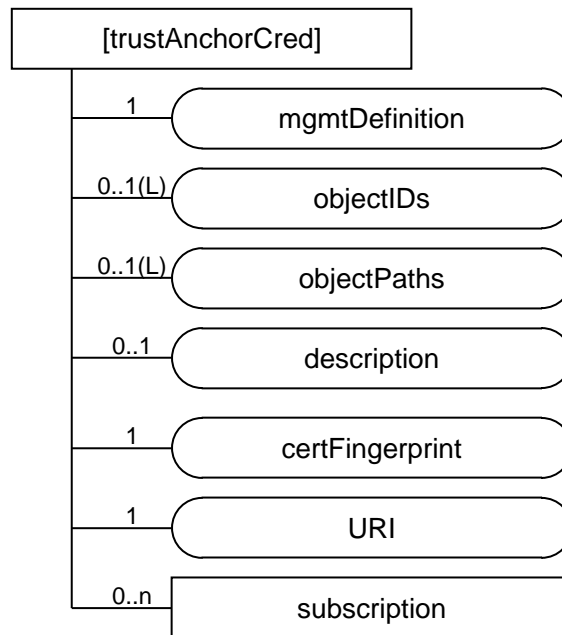 [trustAnchorCred]
1 mgmtDefinition
0..1(L) objectIDs
0..1(L) objectPaths
0..1 description
1 certFingerprint
1 URI
0..n subscription